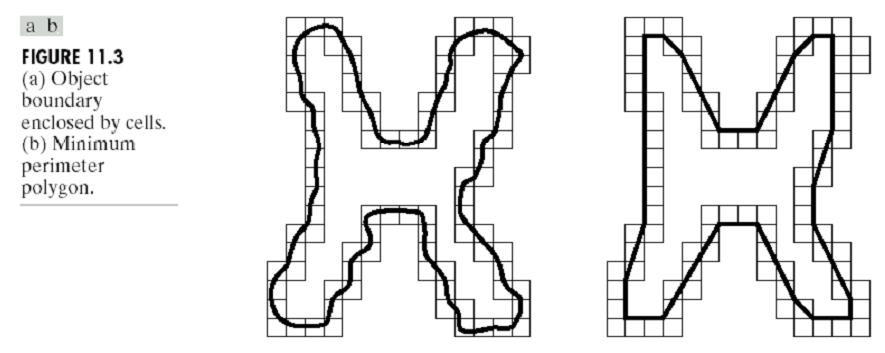 a b
FIGURE 11.3
(a) Object
boundary
enclosed by cells.
(b) Minimum
perimeter
polygon.